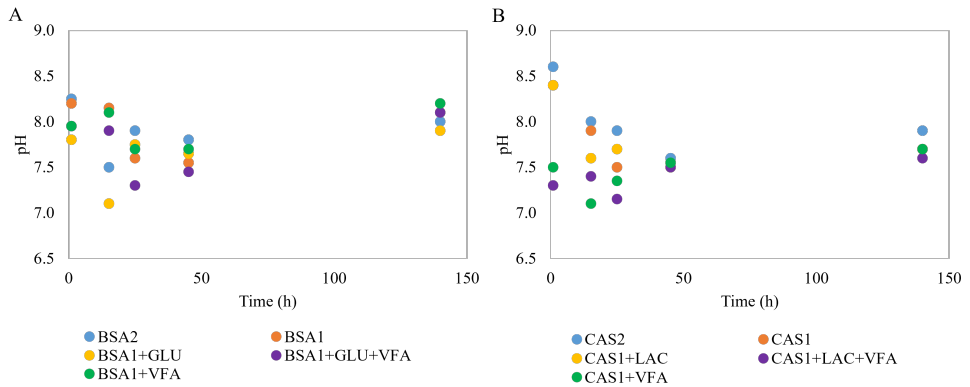 A
9.0
8.5
8.0
7.5
7.0
6.5
pH
0 50 100 150
Time (h)
BSA2 BSA1
BSA1+GLU BSA1+GLU+VFA
BSA1+VFA
B
9.0
8.5
8.0
7.5
7.0
6.5
pH
0 50 100 150
Time (h)
CAS2 CAS1
CAS1+LAC CAS1+LAC+VFA
CAS1+VFA